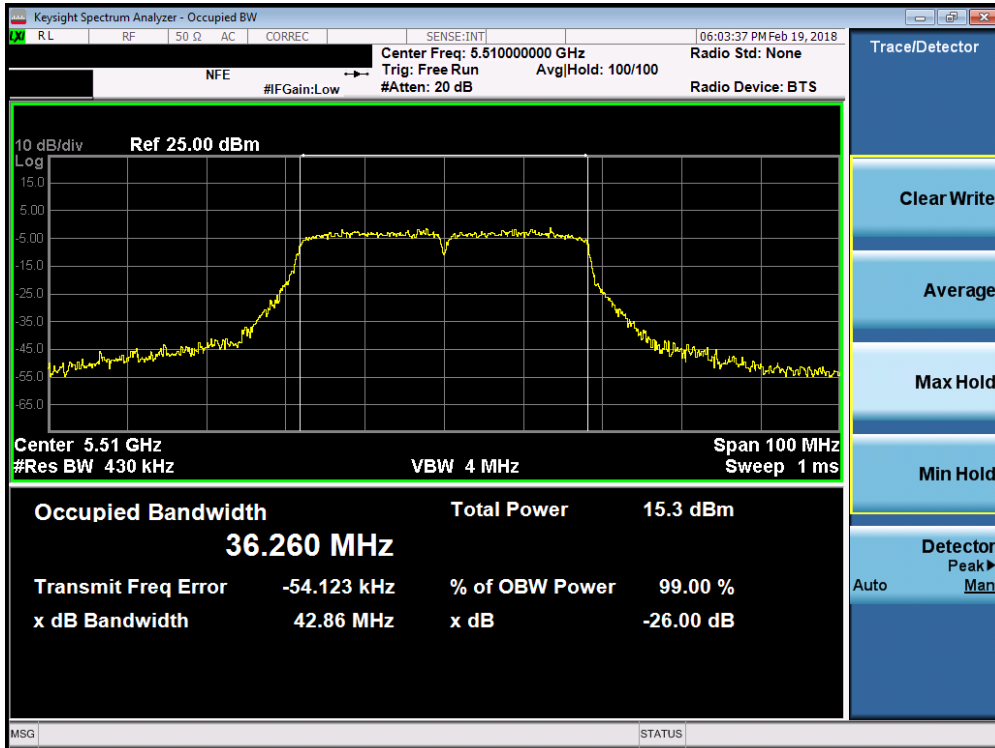 Keysight Spectrum Analyzer - Occupied BW
LXI RL RF 50 Ω AC CORREC SENSE:INT 06:03:37 PM Feb 19, 2018
Center Freq: 5.510000000 GHz Radio Std: None
NFE Trig: Free Run Avg|Hold: 100/100
#IFGain:Low #Atten: 20 dB Radio Device: BTS
Trace/Detector
10 dB/div Ref 25.00 dBm
Log
15.0
5.00
-5.00
-15.0
-25.0
-35.0
-45.0
-55.0
-65.0
Center 5.51 GHz Span 100 MHz
#Res BW 430 kHz VBW 4 MHz Sweep 1 ms
Occupied Bandwidth Total Power 15.3 dBm
36.260 MHz
Transmit Freq Error -54.123 kHz % of OBW Power 99.00 %
x dB Bandwidth 42.86 MHz x dB -26.00 dB
Clear Write
Average
Max Hold
Min Hold
Detector
Peak▶
Auto Man
MSG STATUS